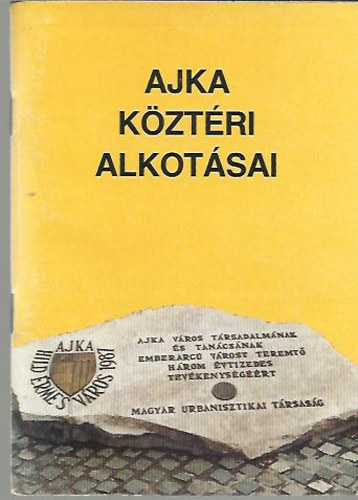 AJKA
KÖZTÉRI
ALKOTÁSAI
AJKA
HILD ÉRMES VÁROS 1987
AJKA VÁROS TÁRSADALMÁNAK
ÉS TANÁCSÁNAK
EMBERARCÚ VÁROST TEREMTŐ
HÁROM ÉVTIZEDES
TEVÉKENYSÉGÉÉRT
MAGYAR URBANISZTIKAI TÁRSASÁG